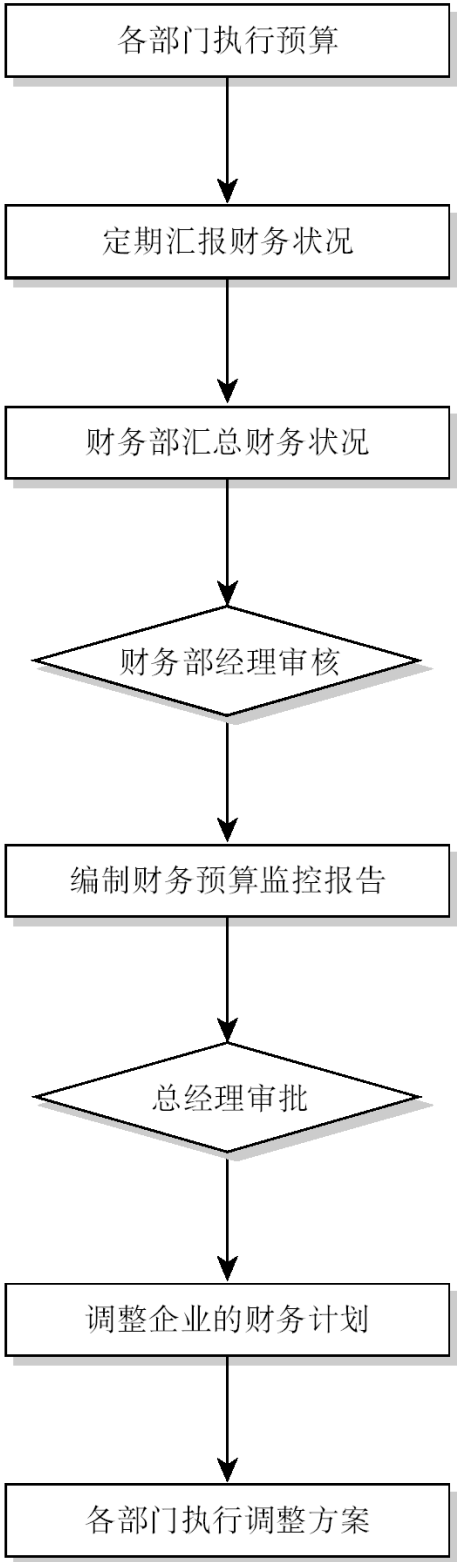 各部门执行预算
定期汇报财务状况
财务部汇总财务状况
财务部经理审核
编制财务预算监控报告
总经理审批
调整企业的财务计划
各部门执行调整方案